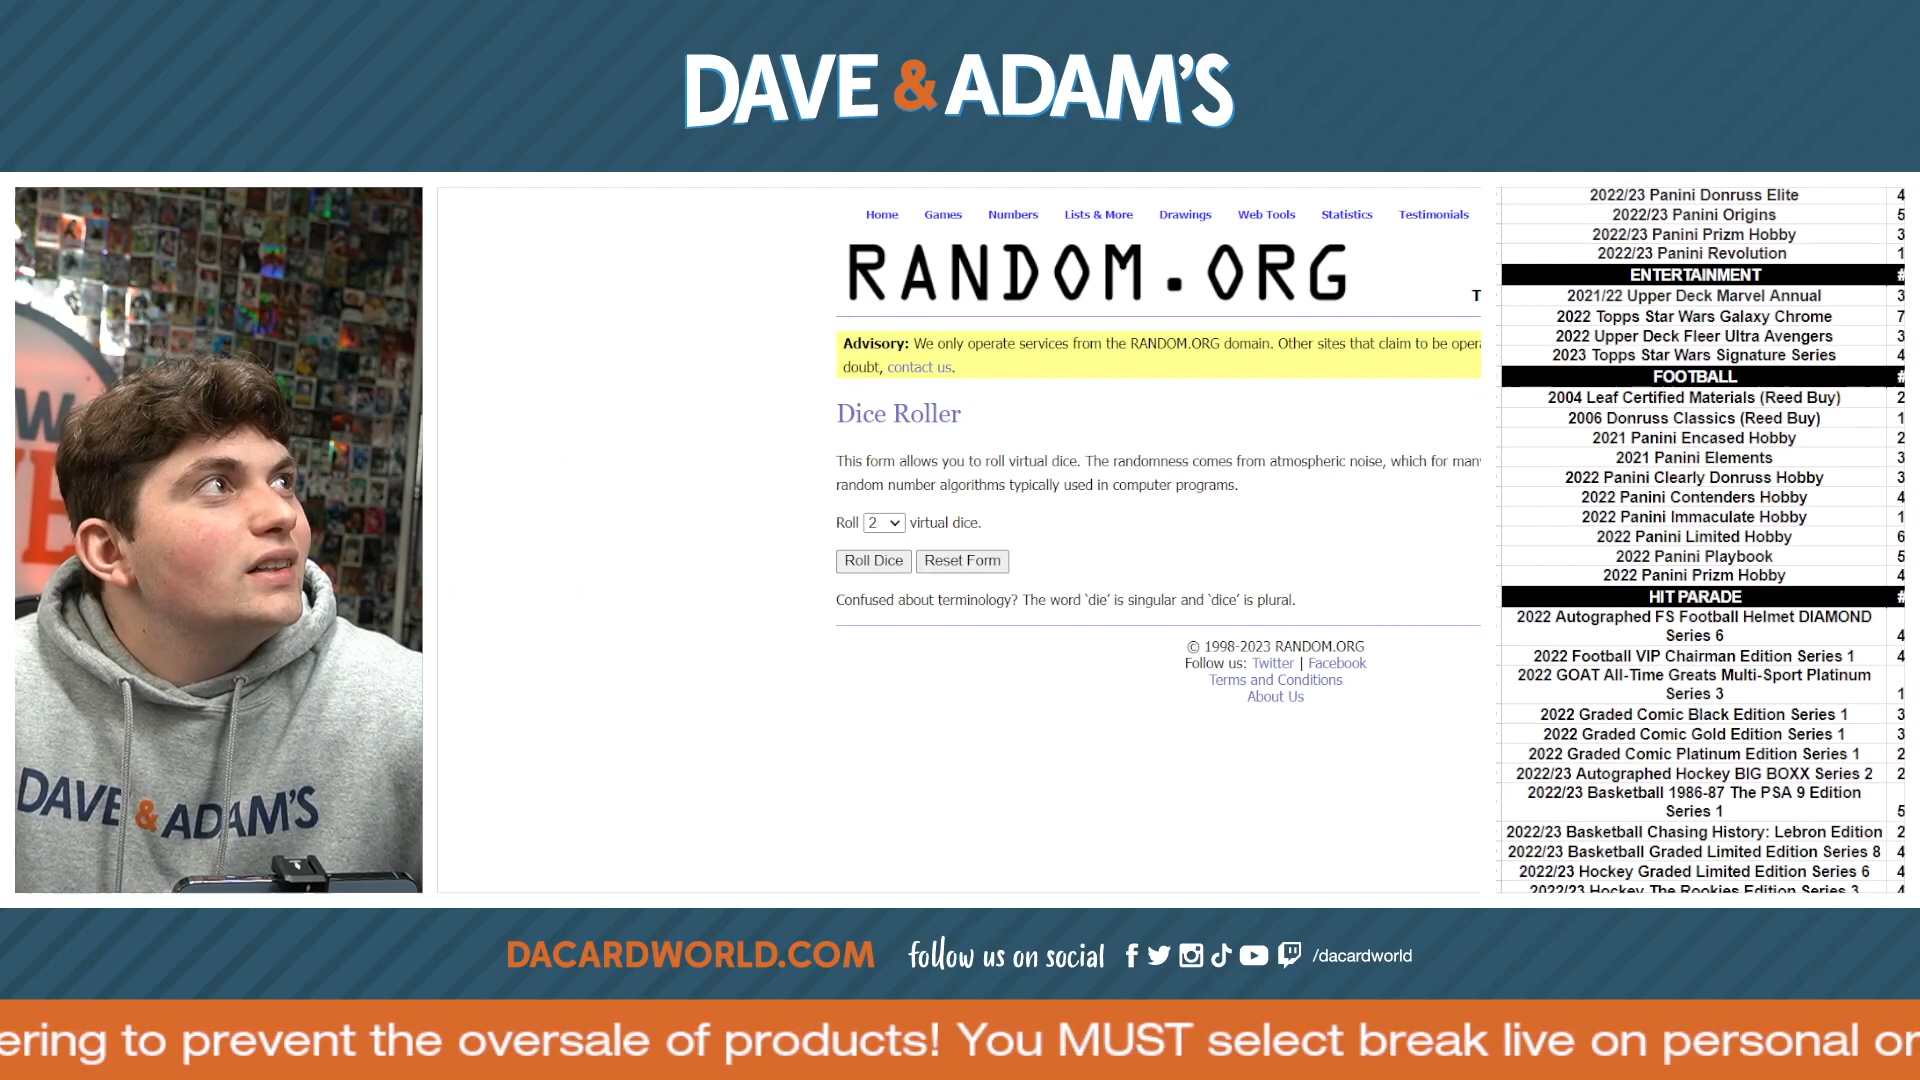 DAVE & ADAM'S
W
DAVE & ADAM'S
Home Games Numbers Lists & More Drawings Web Tools Statistics Testimonials
RANDOM.ORG
T
Advisory: We only operate services from the RANDOM.ORG domain. Other sites that claim to be opera
doubt, contact us.
Dice Roller
This form allows you to roll virtual dice. The randomness comes from atmospheric noise, which for many
random number algorithms typically used in computer programs.
Roll 2 virtual dice.
Roll Dice Reset Form
Confused about terminology? The word 'die' is singular and 'dice' is plural.
© 1998-2023 RANDOM.ORG
Follow us: Twitter | Facebook
Terms and Conditions
About Us
2022/23 Panini Donruss Elite 4
2022/23 Panini Origins 5
2022/23 Panini Prizm Hobby 3
2022/23 Panini Revolution 1
ENTERTAINMENT #
2021/22 Upper Deck Marvel Annual 3
2022 Topps Star Wars Galaxy Chrome 7
2022 Upper Deck Fleer Ultra Avengers 3
2023 Topps Star Wars Signature Series 4
FOOTBALL #
2004 Leaf Certified Materials (Reed Buy) 2
2006 Donruss Classics (Reed Buy) 1
2021 Panini Encased Hobby 2
2021 Panini Elements 3
2022 Panini Clearly Donruss Hobby 3
2022 Panini Contenders Hobby 4
2022 Panini Immaculate Hobby 1
2022 Panini Limited Hobby 6
2022 Panini Playbook 5
2022 Panini Prizm Hobby 4
HIT PARADE #
2022 Autographed FS Football Helmet DIAMOND
Series 6 4
2022 Football VIP Chairman Edition Series 1 4
2022 GOAT All-Time Greats Multi-Sport Platinum
Series 3 1
2022 Graded Comic Black Edition Series 1 3
2022 Graded Comic Gold Edition Series 1 3
2022 Graded Comic Platinum Edition Series 1 2
2022/23 Autographed Hockey BIG BOXX Series 2 2
2022/23 Basketball 1986-87 The PSA 9 Edition
Series 1 5
2022/23 Basketball Chasing History: Lebron Edition 2
2022/23 Basketball Graded Limited Edition Series 8 4
2022/23 Hockey Graded Limited Edition Series 6 4
2022/23 Hockey The Rookies Edition Series 3 4
DACARDWORLD.COM follow us on social /dacardworld
ering to prevent the oversale of products! You MUST select break live on personal or